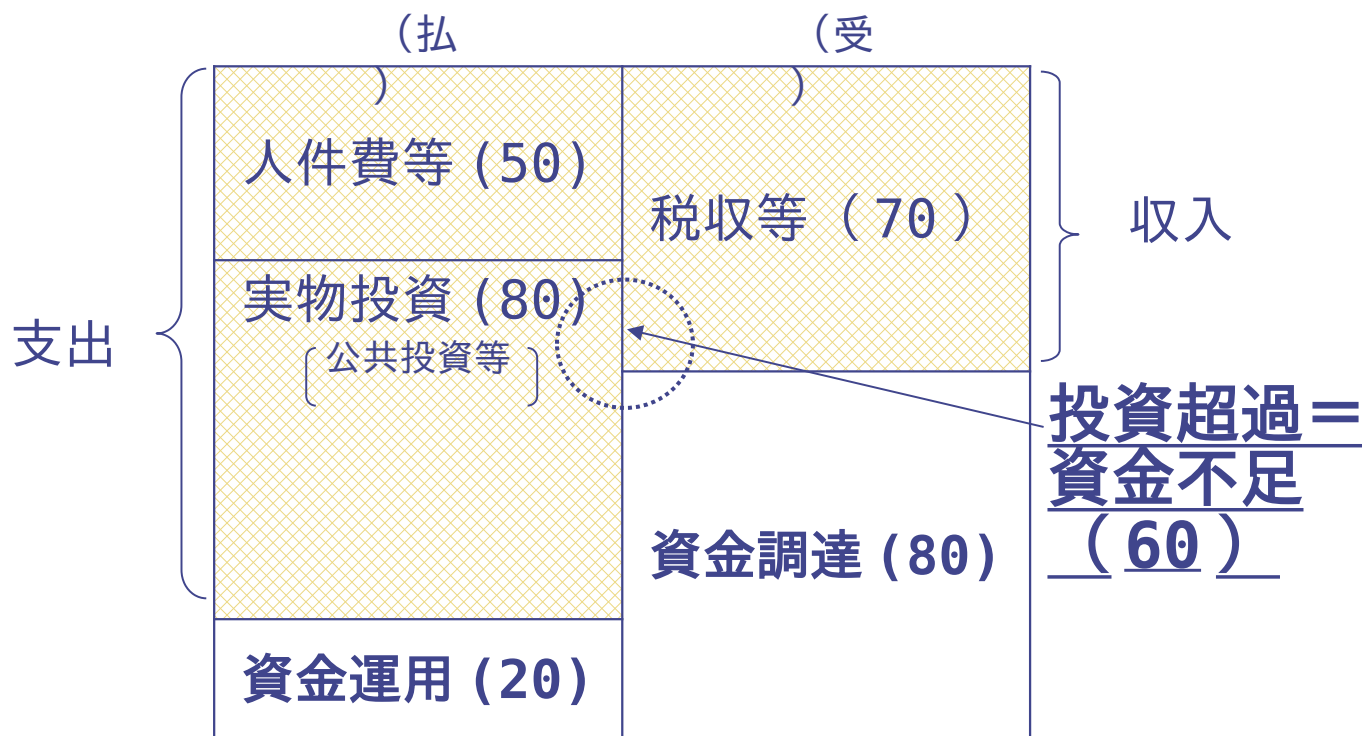 (払
)
(受
)
人件費等(50)
税収等(70)
収入
実物投資(80)
公共投資等
支出
投資超過=
資金不足
(60)
資金調達(80)
資金運用(20)